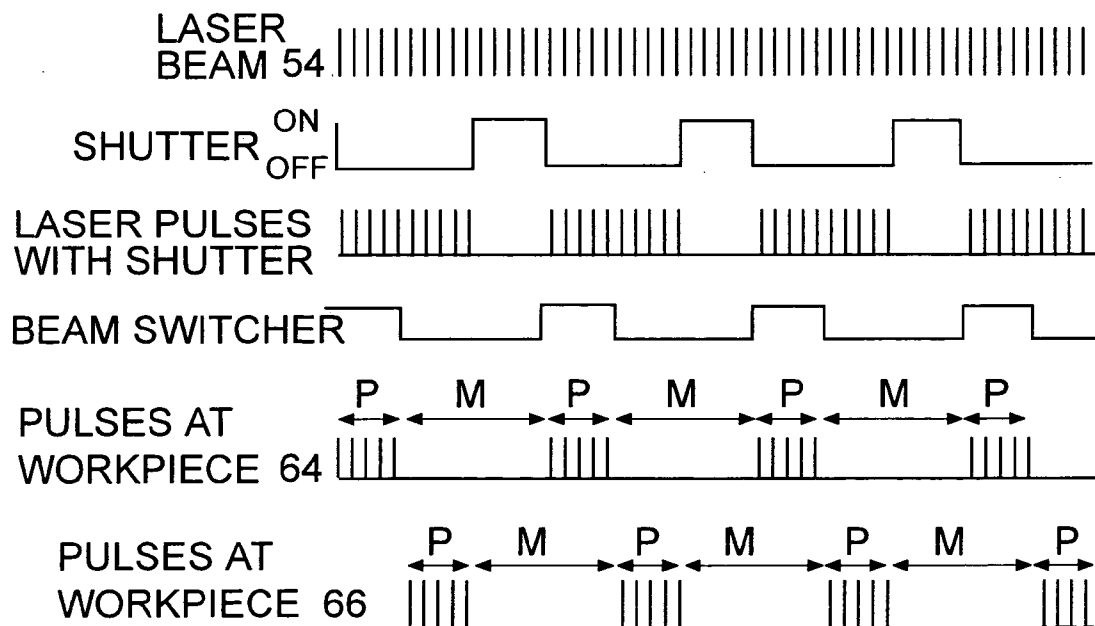 LASER
BEAM 54
ON
SHUTTER
OFF
LASER PULSES
WITH SHUTTER
BEAM SWITCHER
P M P M P M P
PULSES AT
WORKPIECE 64
P M P M P M P
PULSES AT
WORKPIECE 66